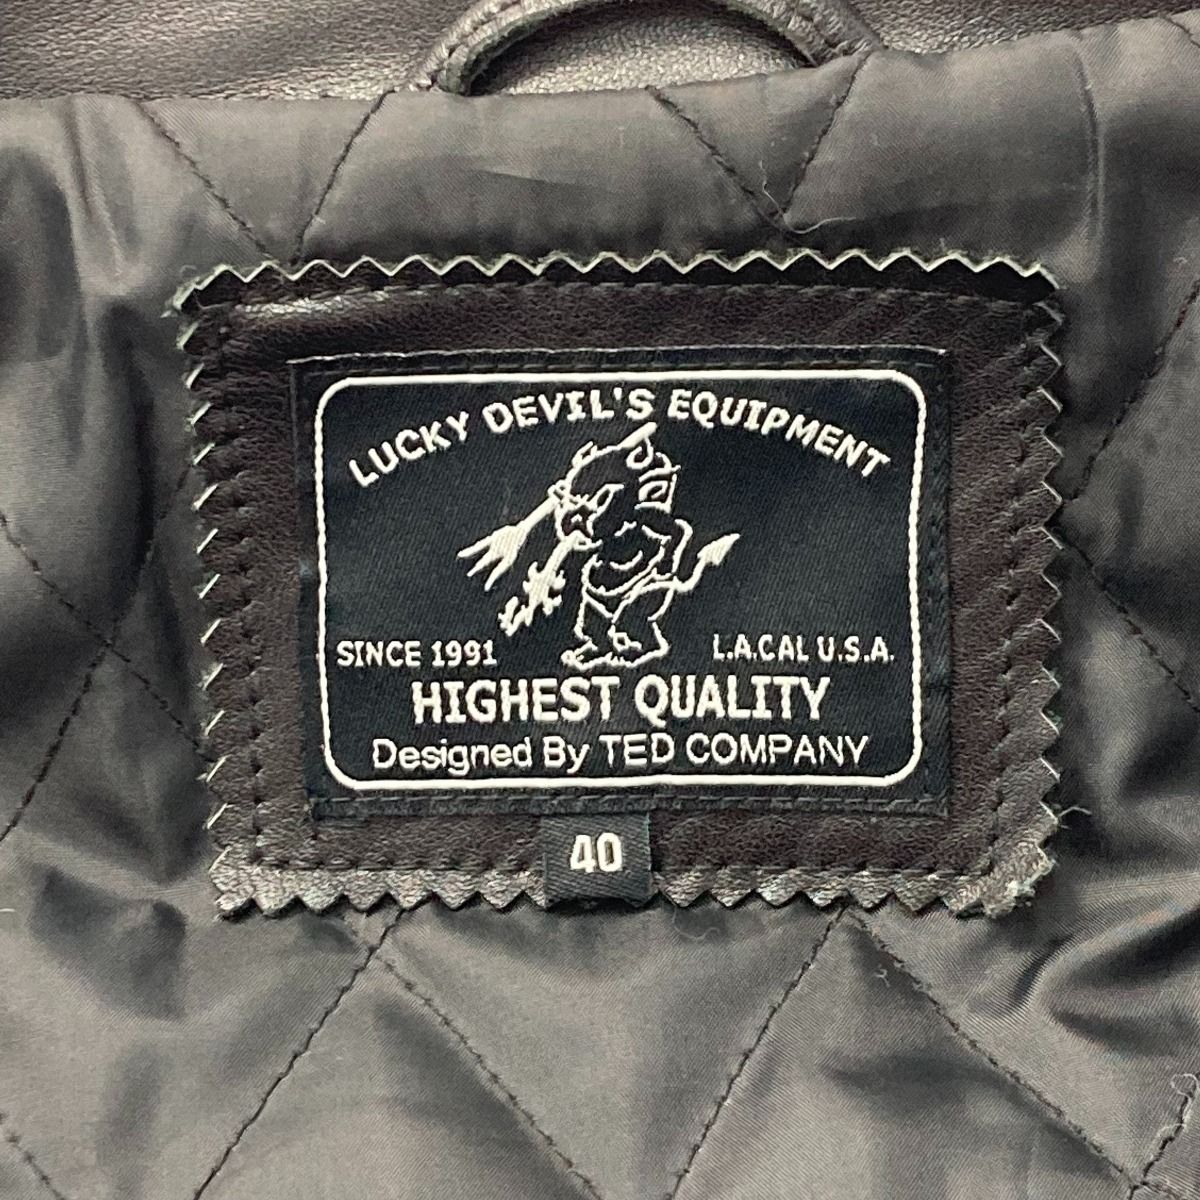 LUCKY DEVIL'S EQUIPMENT
SINCE 1991
L.A.CAL U.S.A.
HIGHEST QUALITY
Designed By TED COMPANY
40